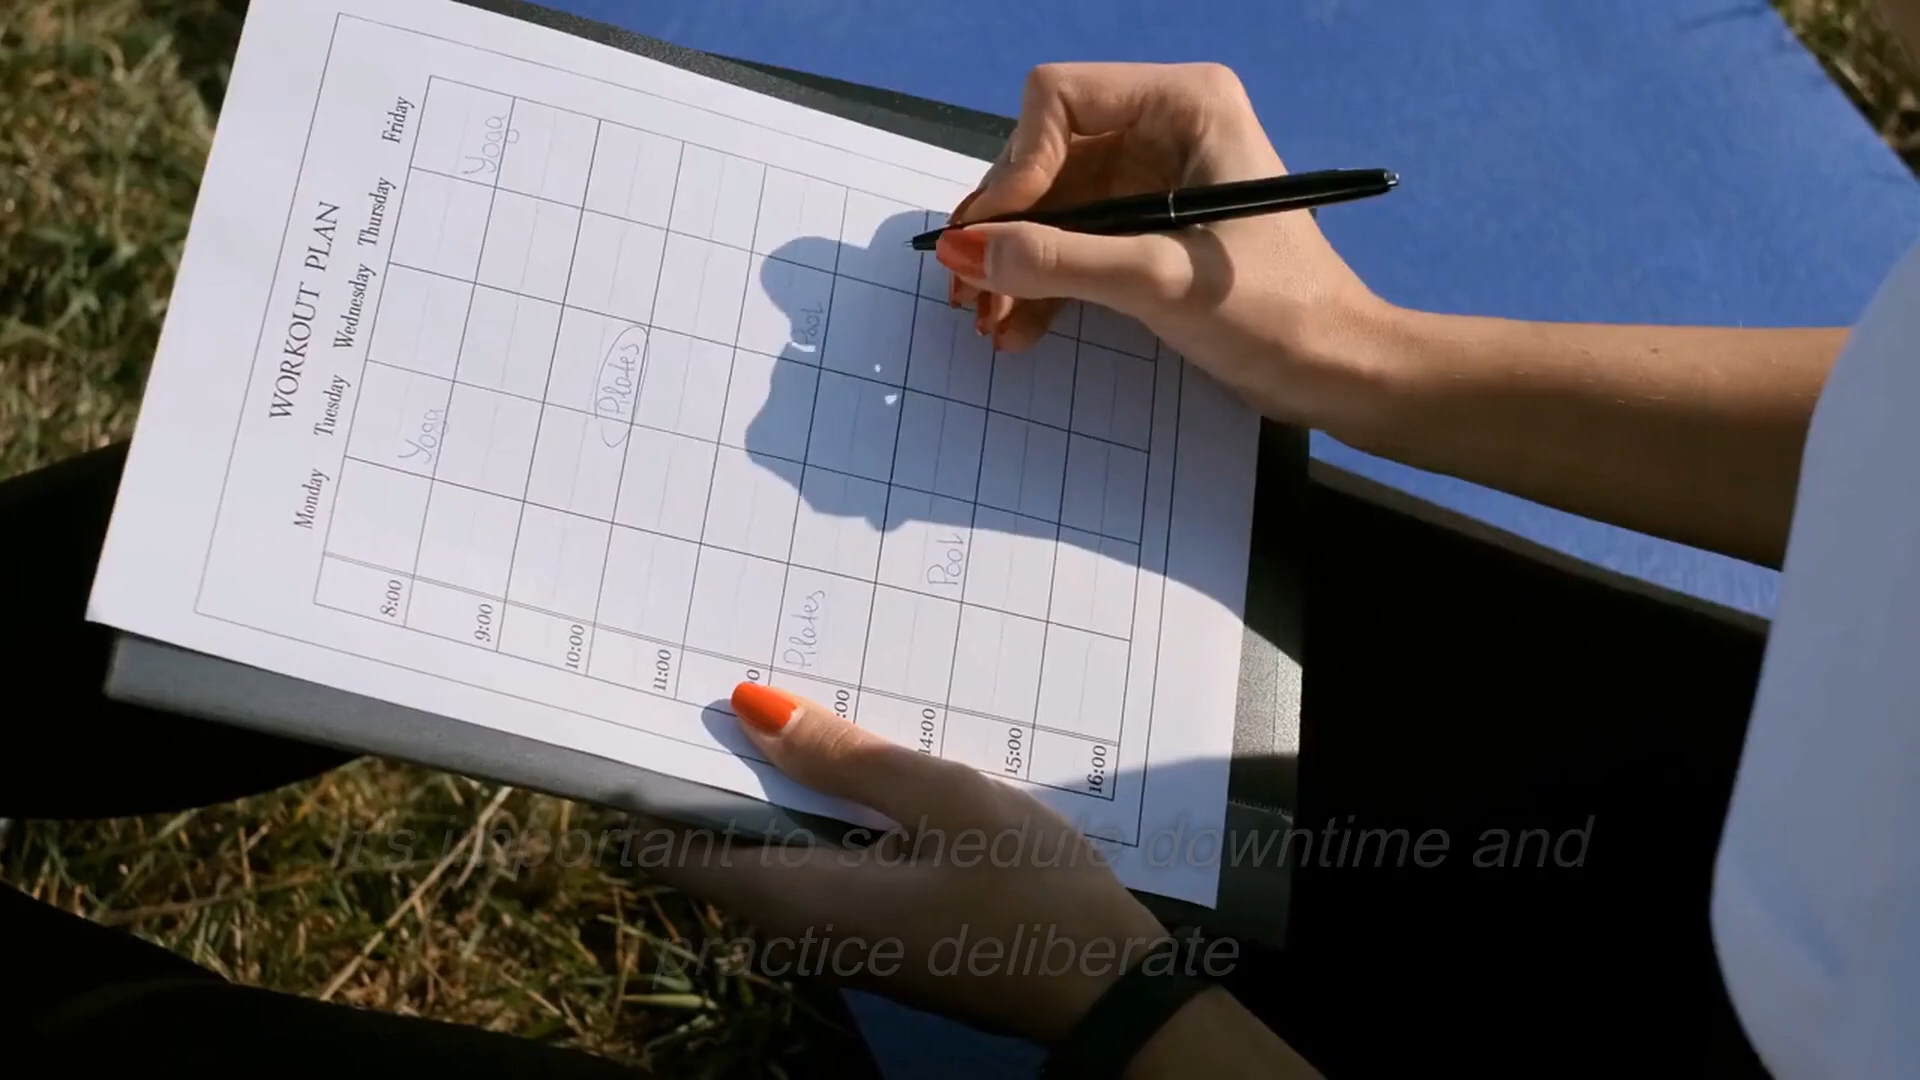 WORKOUT PLAN
Monday Tuesday Wednesday Thursday Friday
8:00 Yoga Yoga
9:00
10:00 Pilates
11:00
Pilates Pool
:00
14:00 Pool
15:00
16:00
It's important to schedule downtime and
practice deliberate